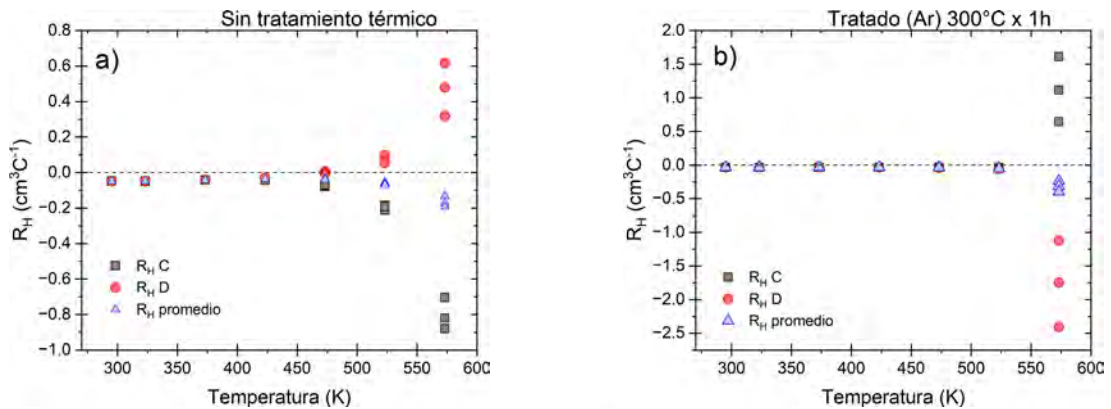 Sin tratamiento térmico
a)
0.8
0.6
0.4
0.2
0.0
−0.2
−0.4
−0.6
−0.8
−1.0
R_H (cm³C⁻¹)
R_H C
R_H D
R_H promedio
300 350 400 450 500 550 600
Temperatura (K)
Tratado (Ar) 300°C x 1h
b)
2.0
1.5
1.0
0.5
0.0
−0.5
−1.0
−1.5
−2.0
−2.5
R_H (cm³C⁻¹)
R_H C
R_H D
R_H promedio
300 350 400 450 500 550 600
Temperatura (K)